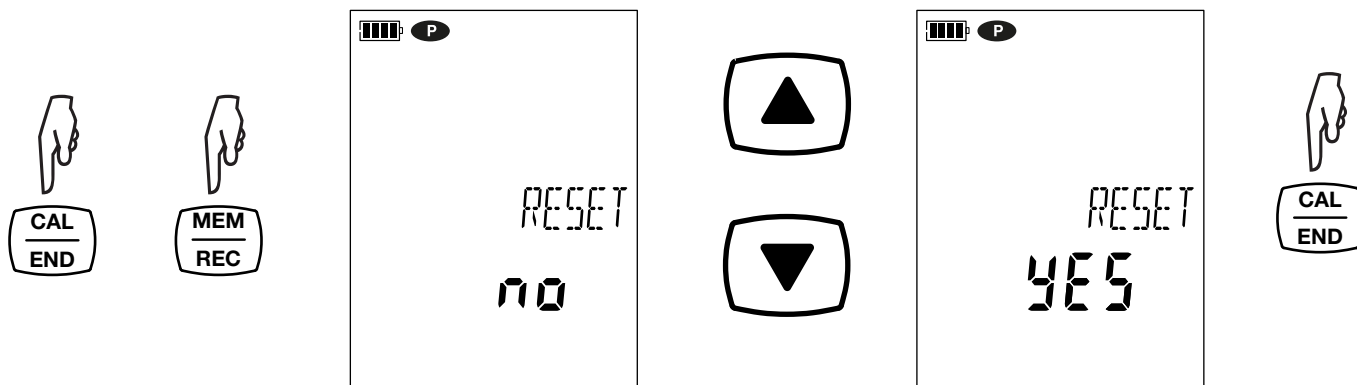 CAL
END
MEM
REC
P
RESET
no
P
RESET
YES
CAL
END